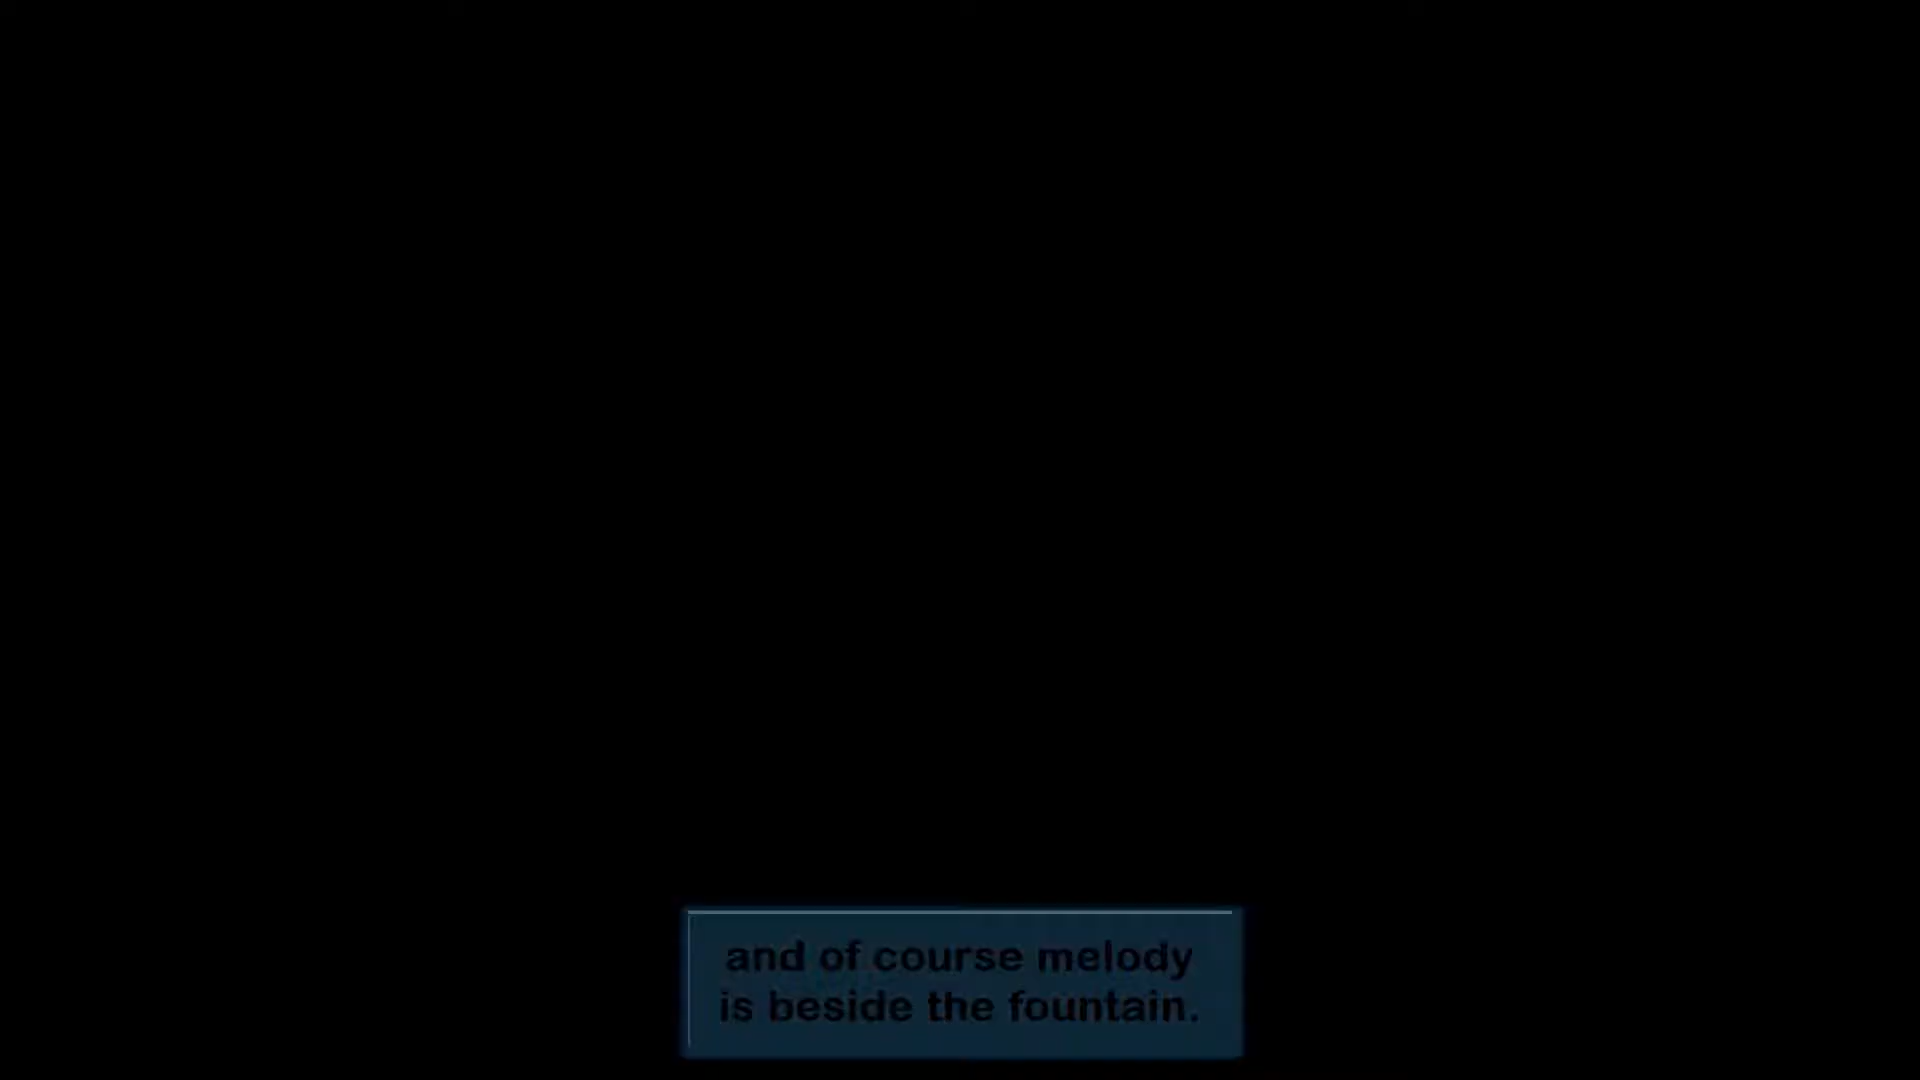 and of course melody
is beside the fountain.